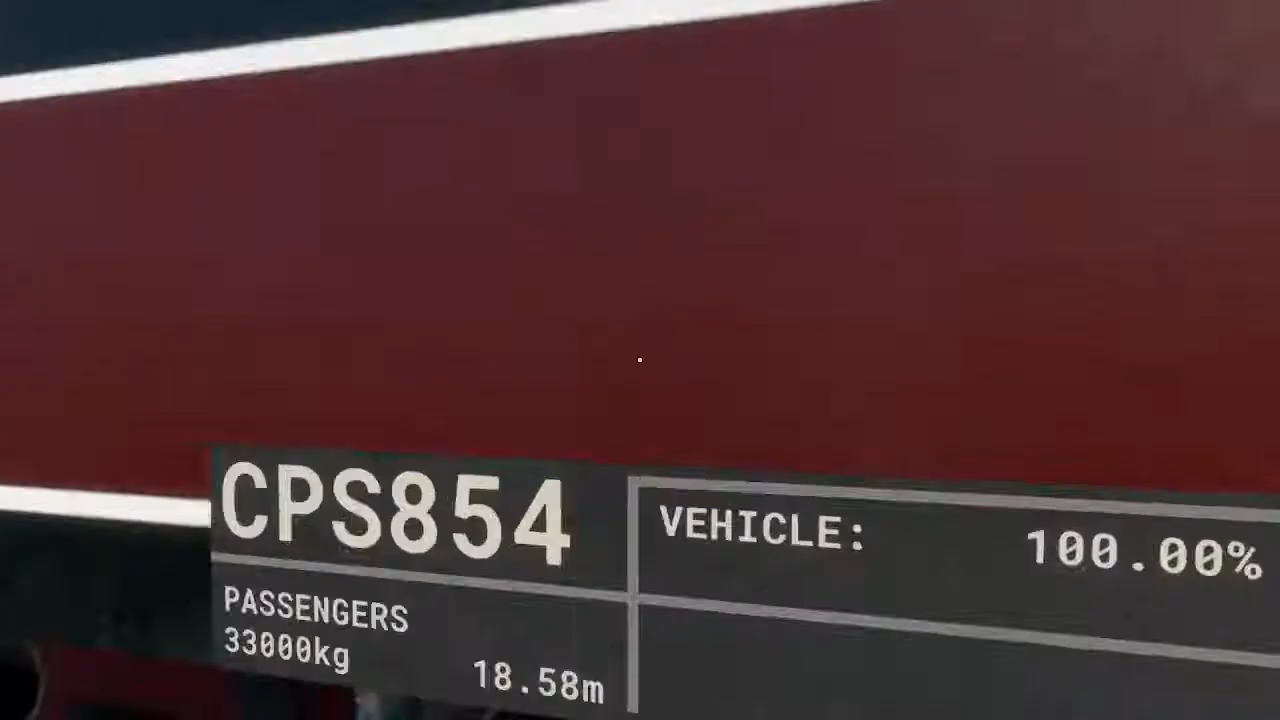 CPS854
PASSENGERS
33000kg
18.58m
VEHICLE:
100.00%